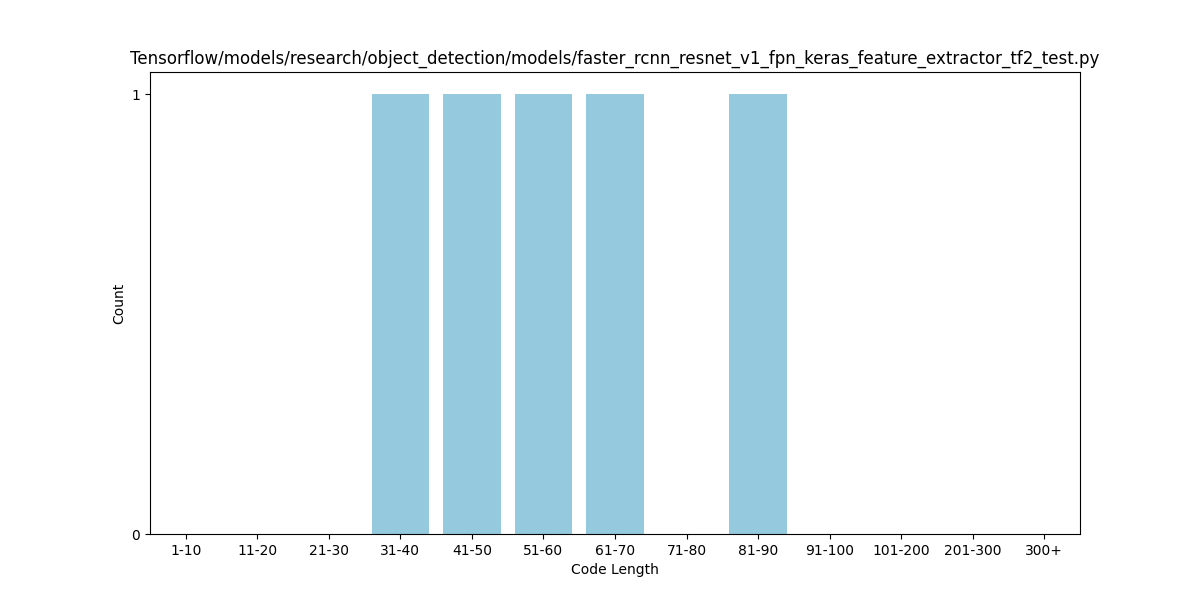 Tensorflow/models/research/object_detection/models/faster_rcnn_resnet_v1_fpn_keras_feature_extractor_tf2_test.py
1
Count
0
1-10 11-20 21-30 31-40 41-50 51-60 61-70 71-80 81-90 91-100 101-200 201-300 300+
Code Length